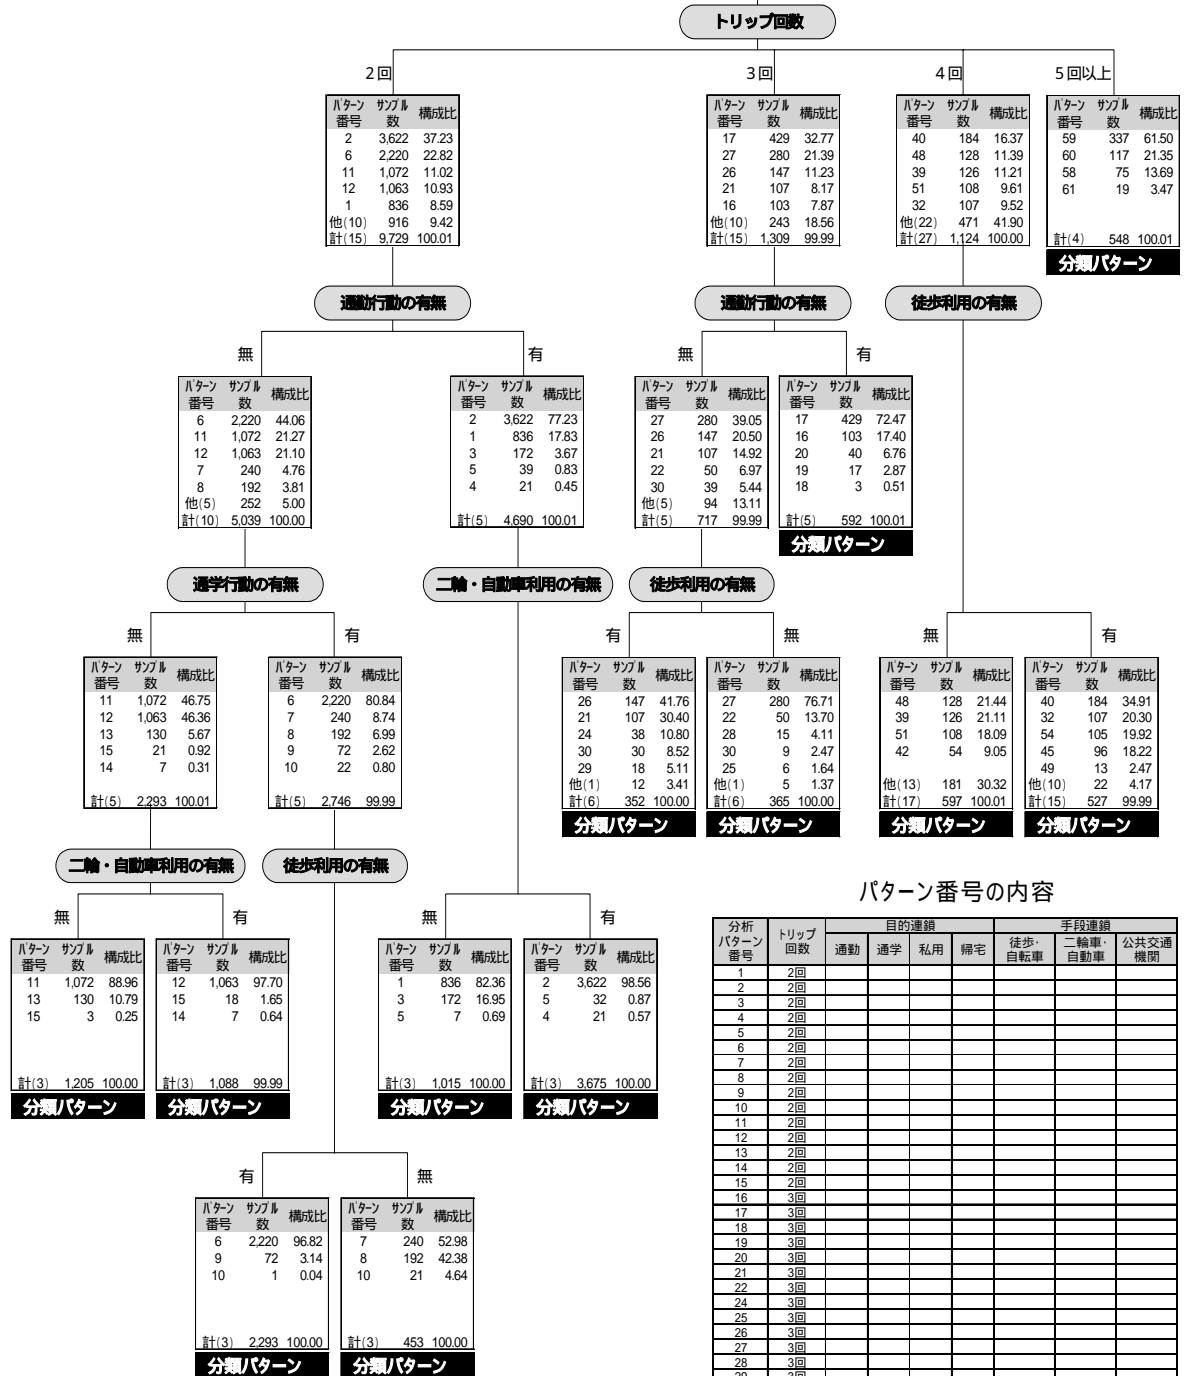 トリップ回数
2回
3回
4回
5回以上
パターン番号 サンプル数 構成比
2 3,622 37.23
6 2,220 22.82
11 1,072 11.02
12 1,063 10.93
1 836 8.59
他(10) 916 9.42
計(15) 9,729 100.01
パターン番号 サンプル数 構成比
17 429 32.77
27 280 21.39
26 147 11.23
21 107 8.17
16 103 7.87
他(10) 243 18.56
計(15) 1,309 99.99
パターン番号 サンプル数 構成比
40 184 16.37
48 128 11.39
39 126 11.21
51 108 9.61
32 107 9.52
他(22) 471 41.90
計(27) 1,124 100.00
パターン番号 サンプル数 構成比
59 337 61.50
60 117 21.35
58 75 13.69
61 19 3.47
計(4) 548 100.01
分類パターン
通勤行動の有無
通勤行動の有無
徒歩利用の有無
無
有
無
有
パターン番号 サンプル数 構成比
6 2,220 44.06
11 1,072 21.27
12 1,063 21.10
7 240 4.76
8 192 3.81
他(5) 252 5.00
計(10) 5,039 100.00
パターン番号 サンプル数 構成比
2 3,622 77.23
1 836 17.83
3 172 3.67
5 39 0.83
4 21 0.45
計(5) 4,690 100.01
パターン番号 サンプル数 構成比
27 280 39.05
26 147 20.50
21 107 14.92
22 50 6.97
30 39 5.44
他(5) 94 13.11
計(5) 717 99.99
パターン番号 サンプル数 構成比
17 429 72.47
16 103 17.40
20 40 6.76
19 17 2.87
18 3 0.51
計(5) 592 100.01
分類パターン
通学行動の有無
二輪・自動車利用の有無
徒歩利用の有無
無
有
有
無
無
有
パターン番号 サンプル数 構成比
11 1,072 46.75
12 1,063 46.36
13 130 5.67
15 21 0.92
14 7 0.31
計(5) 2,293 100.01
パターン番号 サンプル数 構成比
6 2,220 80.84
7 240 8.74
8 192 6.99
9 72 2.62
10 22 0.80
計(5) 2,746 99.99
パターン番号 サンプル数 構成比
26 147 41.76
21 107 30.40
24 38 10.80
30 30 8.52
29 18 5.11
他(1) 12 3.41
計(6) 352 100.00
分類パターン
パターン番号 サンプル数 構成比
27 280 76.71
22 50 13.70
28 15 4.11
30 9 2.47
25 6 1.64
他(1) 5 1.37
計(6) 365 100.00
分類パターン
パターン番号 サンプル数 構成比
48 128 21.44
39 126 21.11
51 108 18.09
42 54 9.05
他(13) 181 30.32
計(17) 597 100.01
分類パターン
パターン番号 サンプル数 構成比
40 184 34.91
32 107 20.30
54 105 19.92
45 96 18.22
49 13 2.47
他(10) 22 4.17
計(15) 527 99.99
分類パターン
二輪・自動車利用の有無
徒歩利用の有無
無
有
無
有
パターン番号 サンプル数 構成比
11 1,072 88.96
13 130 10.79
15 3 0.25
計(3) 1,205 100.00
分類パターン
パターン番号 サンプル数 構成比
12 1,063 97.70
15 18 1.65
14 7 0.64
計(3) 1,088 99.99
分類パターン
パターン番号 サンプル数 構成比
1 836 82.36
3 172 16.95
5 7 0.69
計(3) 1,015 100.00
分類パターン
パターン番号 サンプル数 構成比
2 3,622 98.56
5 32 0.87
4 21 0.57
計(3) 3,675 100.00
分類パターン
有
無
パターン番号 サンプル数 構成比
6 2,220 96.82
9 72 3.14
10 1 0.04
計(3) 2,293 100.00
分類パターン
パターン番号 サンプル数 構成比
7 240 52.98
8 192 42.38
10 21 4.64
計(3) 453 100.00
分類パターン
パターン番号の内容
分析パターン番号 トリップ回数 目的連鎖 手段連鎖
通勤 通学 私用 帰宅 徒歩・自転車 二輪車・自動車 公共交通機関
1 2回
2 2回
3 2回
4 2回
5 2回
6 2回
7 2回
8 2回
9 2回
10 2回
11 2回
12 2回
13 2回
14 2回
15 2回
16 3回
17 3回
18 3回
19 3回
20 3回
21 3回
22 3回
24 3回
25 3回
26 3回
27 3回
28 3回
29 3回